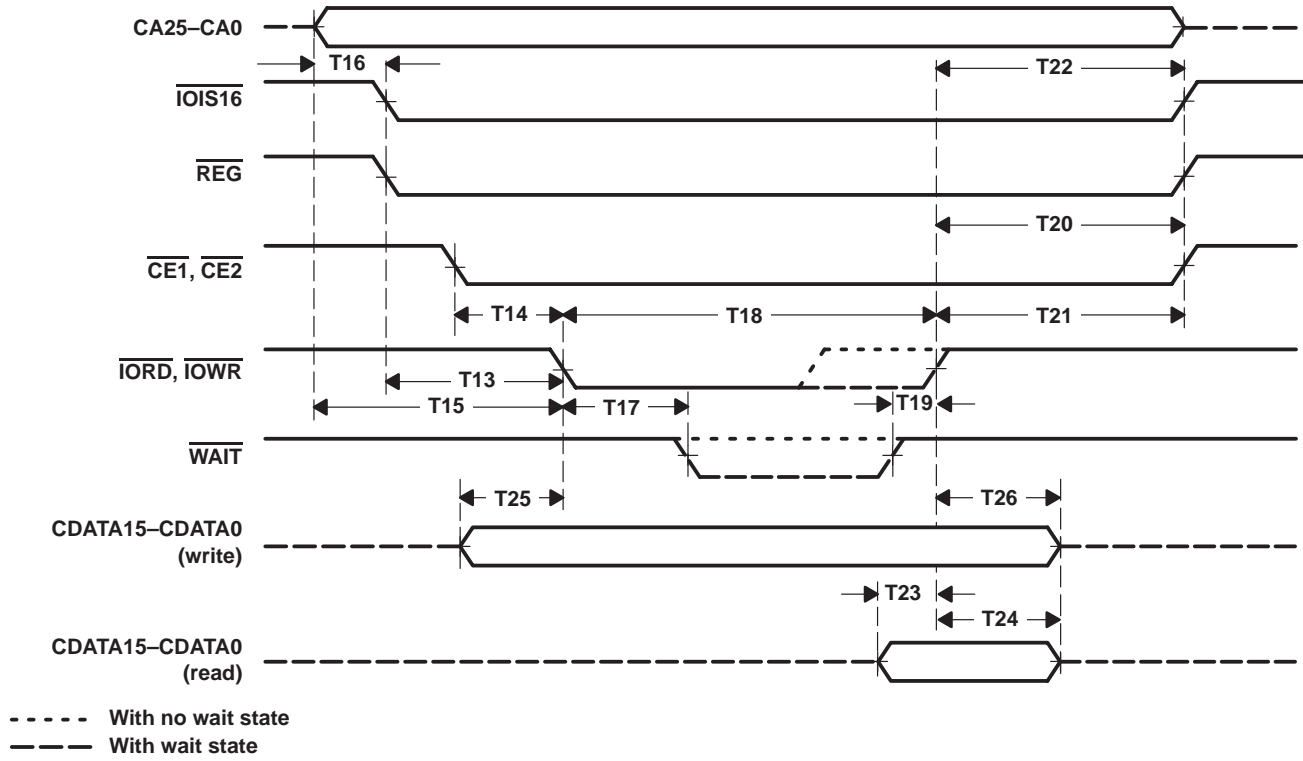 CA25–CA0
T16
T22
IOIS16
REG
T20
CE1, CE2
T14
T18
T21
IORD, IOWR
T13
T15
T17
T19
WAIT
T25
T26
CDATA15–CDATA0
(write)
T23
T24
CDATA15–CDATA0
(read)
With no wait state
With wait state